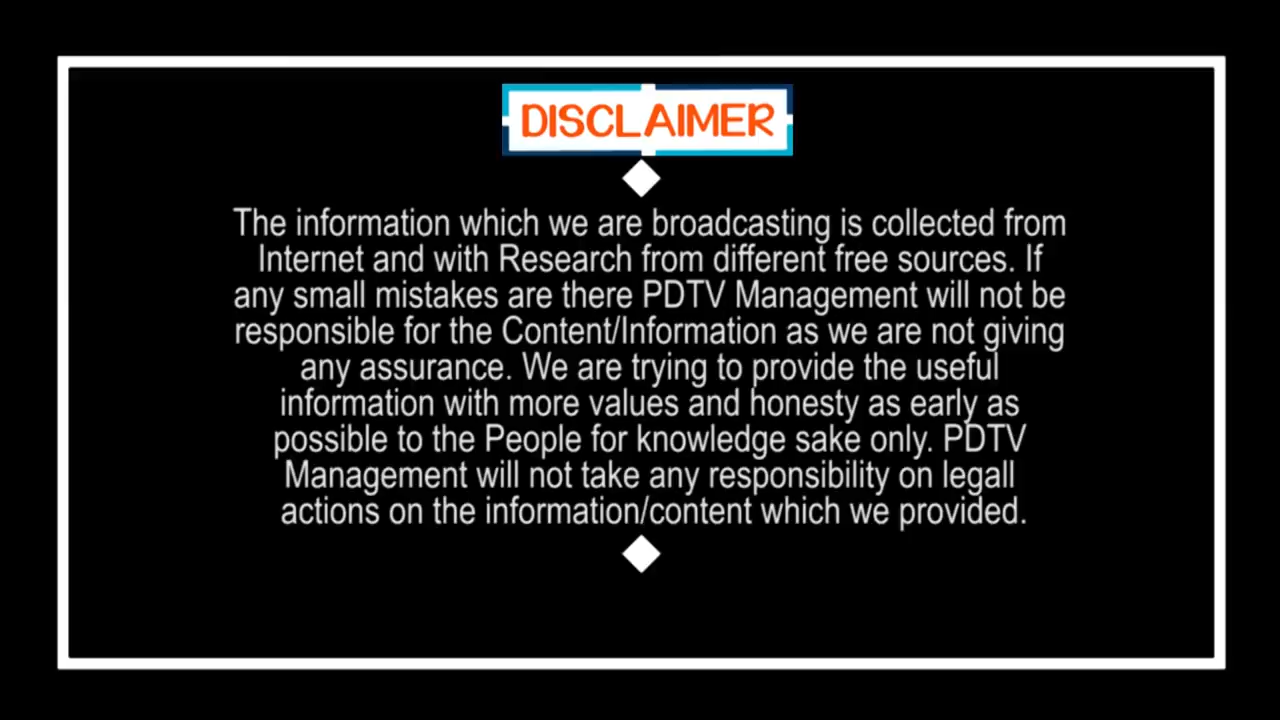 DISCLAIMER
The information which we are broadcasting is collected from
Internet and with Research from different free sources. If
any small mistakes are there PDTV Management will not be
responsible for the Content/Information as we are not giving
any assurance. We are trying to provide the useful
information with more values and honesty as early as
possible to the People for knowledge sake only. PDTV
Management will not take any responsibility on legall
actions on the information/content which we provided.